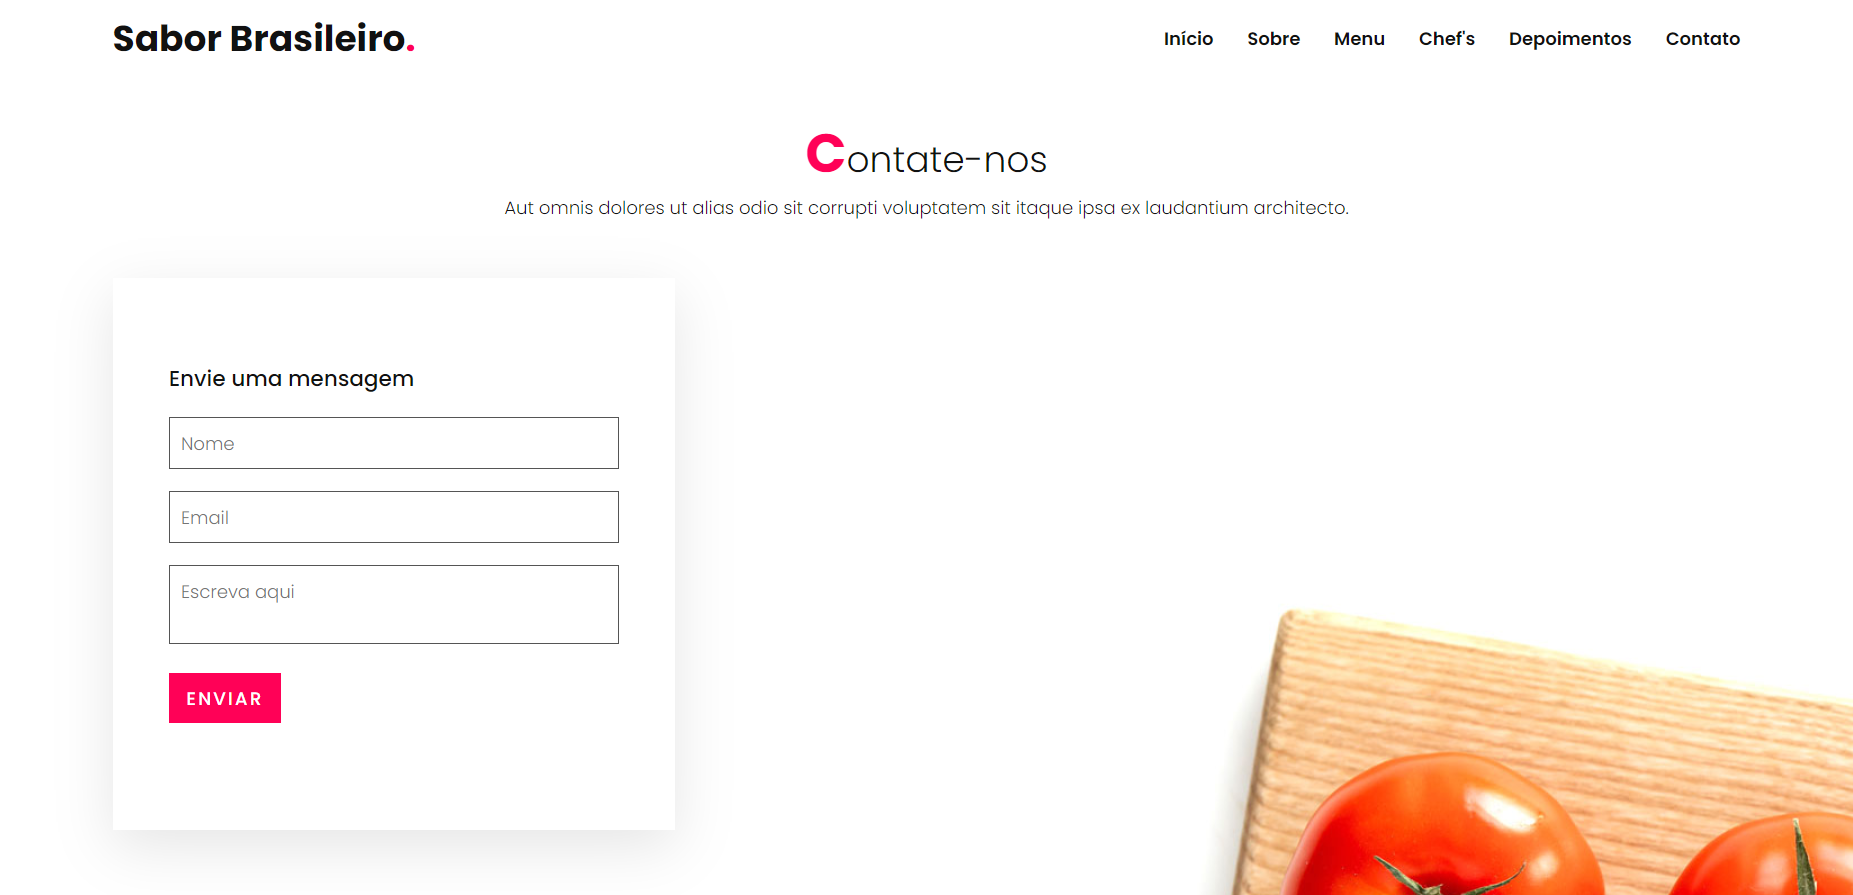 Sabor Brasileiro.
Início Sobre Menu Chef's Depoimentos Contato
Contate-nos
Aut omnis dolores ut alias odio sit corrupti voluptatem sit itaque ipsa ex laudantium architecto.
Envie uma mensagem
Nome
Email
Escreva aqui
ENVIAR